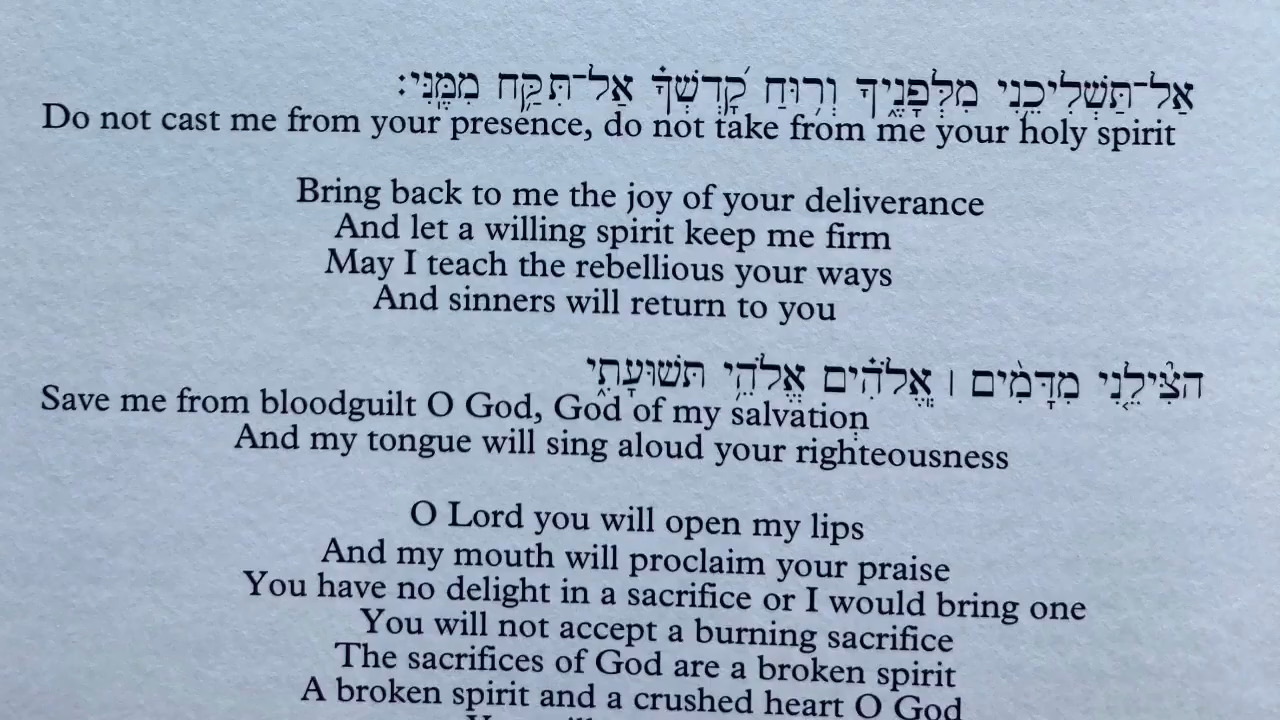 אַל־תַּשְׁלִיכֵ֥נִי מִלְּפָנֶ֑יךָ וְר֥וּחַ קָ֝דְשְׁךָ֗ אַל־תִּקַּ֥ח מִמֶּֽנִּי׃
Do not cast me from your presence, do not take from me your holy spirit
Bring back to me the joy of your deliverance
And let a willing spirit keep me firm
May I teach the rebellious your ways
And sinners will return to you
הַצִּ֘ילֵ֤נִי מִדָּמִ֨ים ׀ אֱֽלֹהִ֗ים אֱלֹהֵ֥י תְּשׁוּעָתִ֑י
Save me from bloodguilt O God, God of my salvation
And my tongue will sing aloud your righteousness
O Lord you will open my lips
And my mouth will proclaim your praise
You have no delight in a sacrifice or I would bring one
You will not accept a burning sacrifice
The sacrifices of God are a broken spirit
A broken spirit and a crushed heart O God